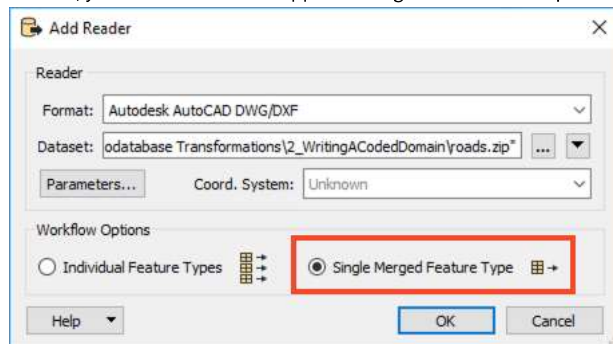 Add Reader
Reader
Format: Autodesk AutoCAD DWG/DXF
Dataset: odatabase Transformations\2_WritingACodedDomain\roads.zip" ...
Parameters... Coord. System: Unknown
Workflow Options
Individual Feature Types Single Merged Feature Type
Help OK Cancel